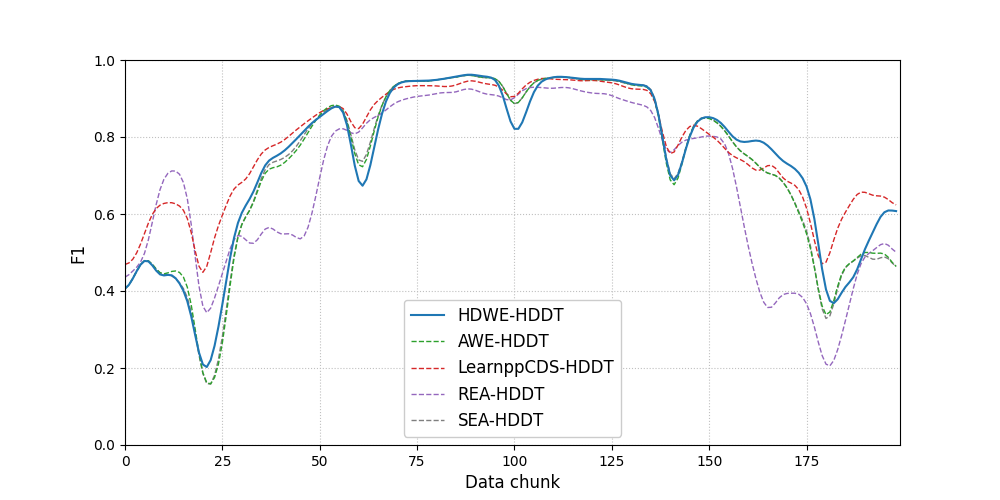 1.0
0.8
0.6
0.4
0.2
0.0
F1
0 25 50 75 100 125 150 175
Data chunk
HDWE-HDDT
AWE-HDDT
LearnppCDS-HDDT
REA-HDDT
SEA-HDDT